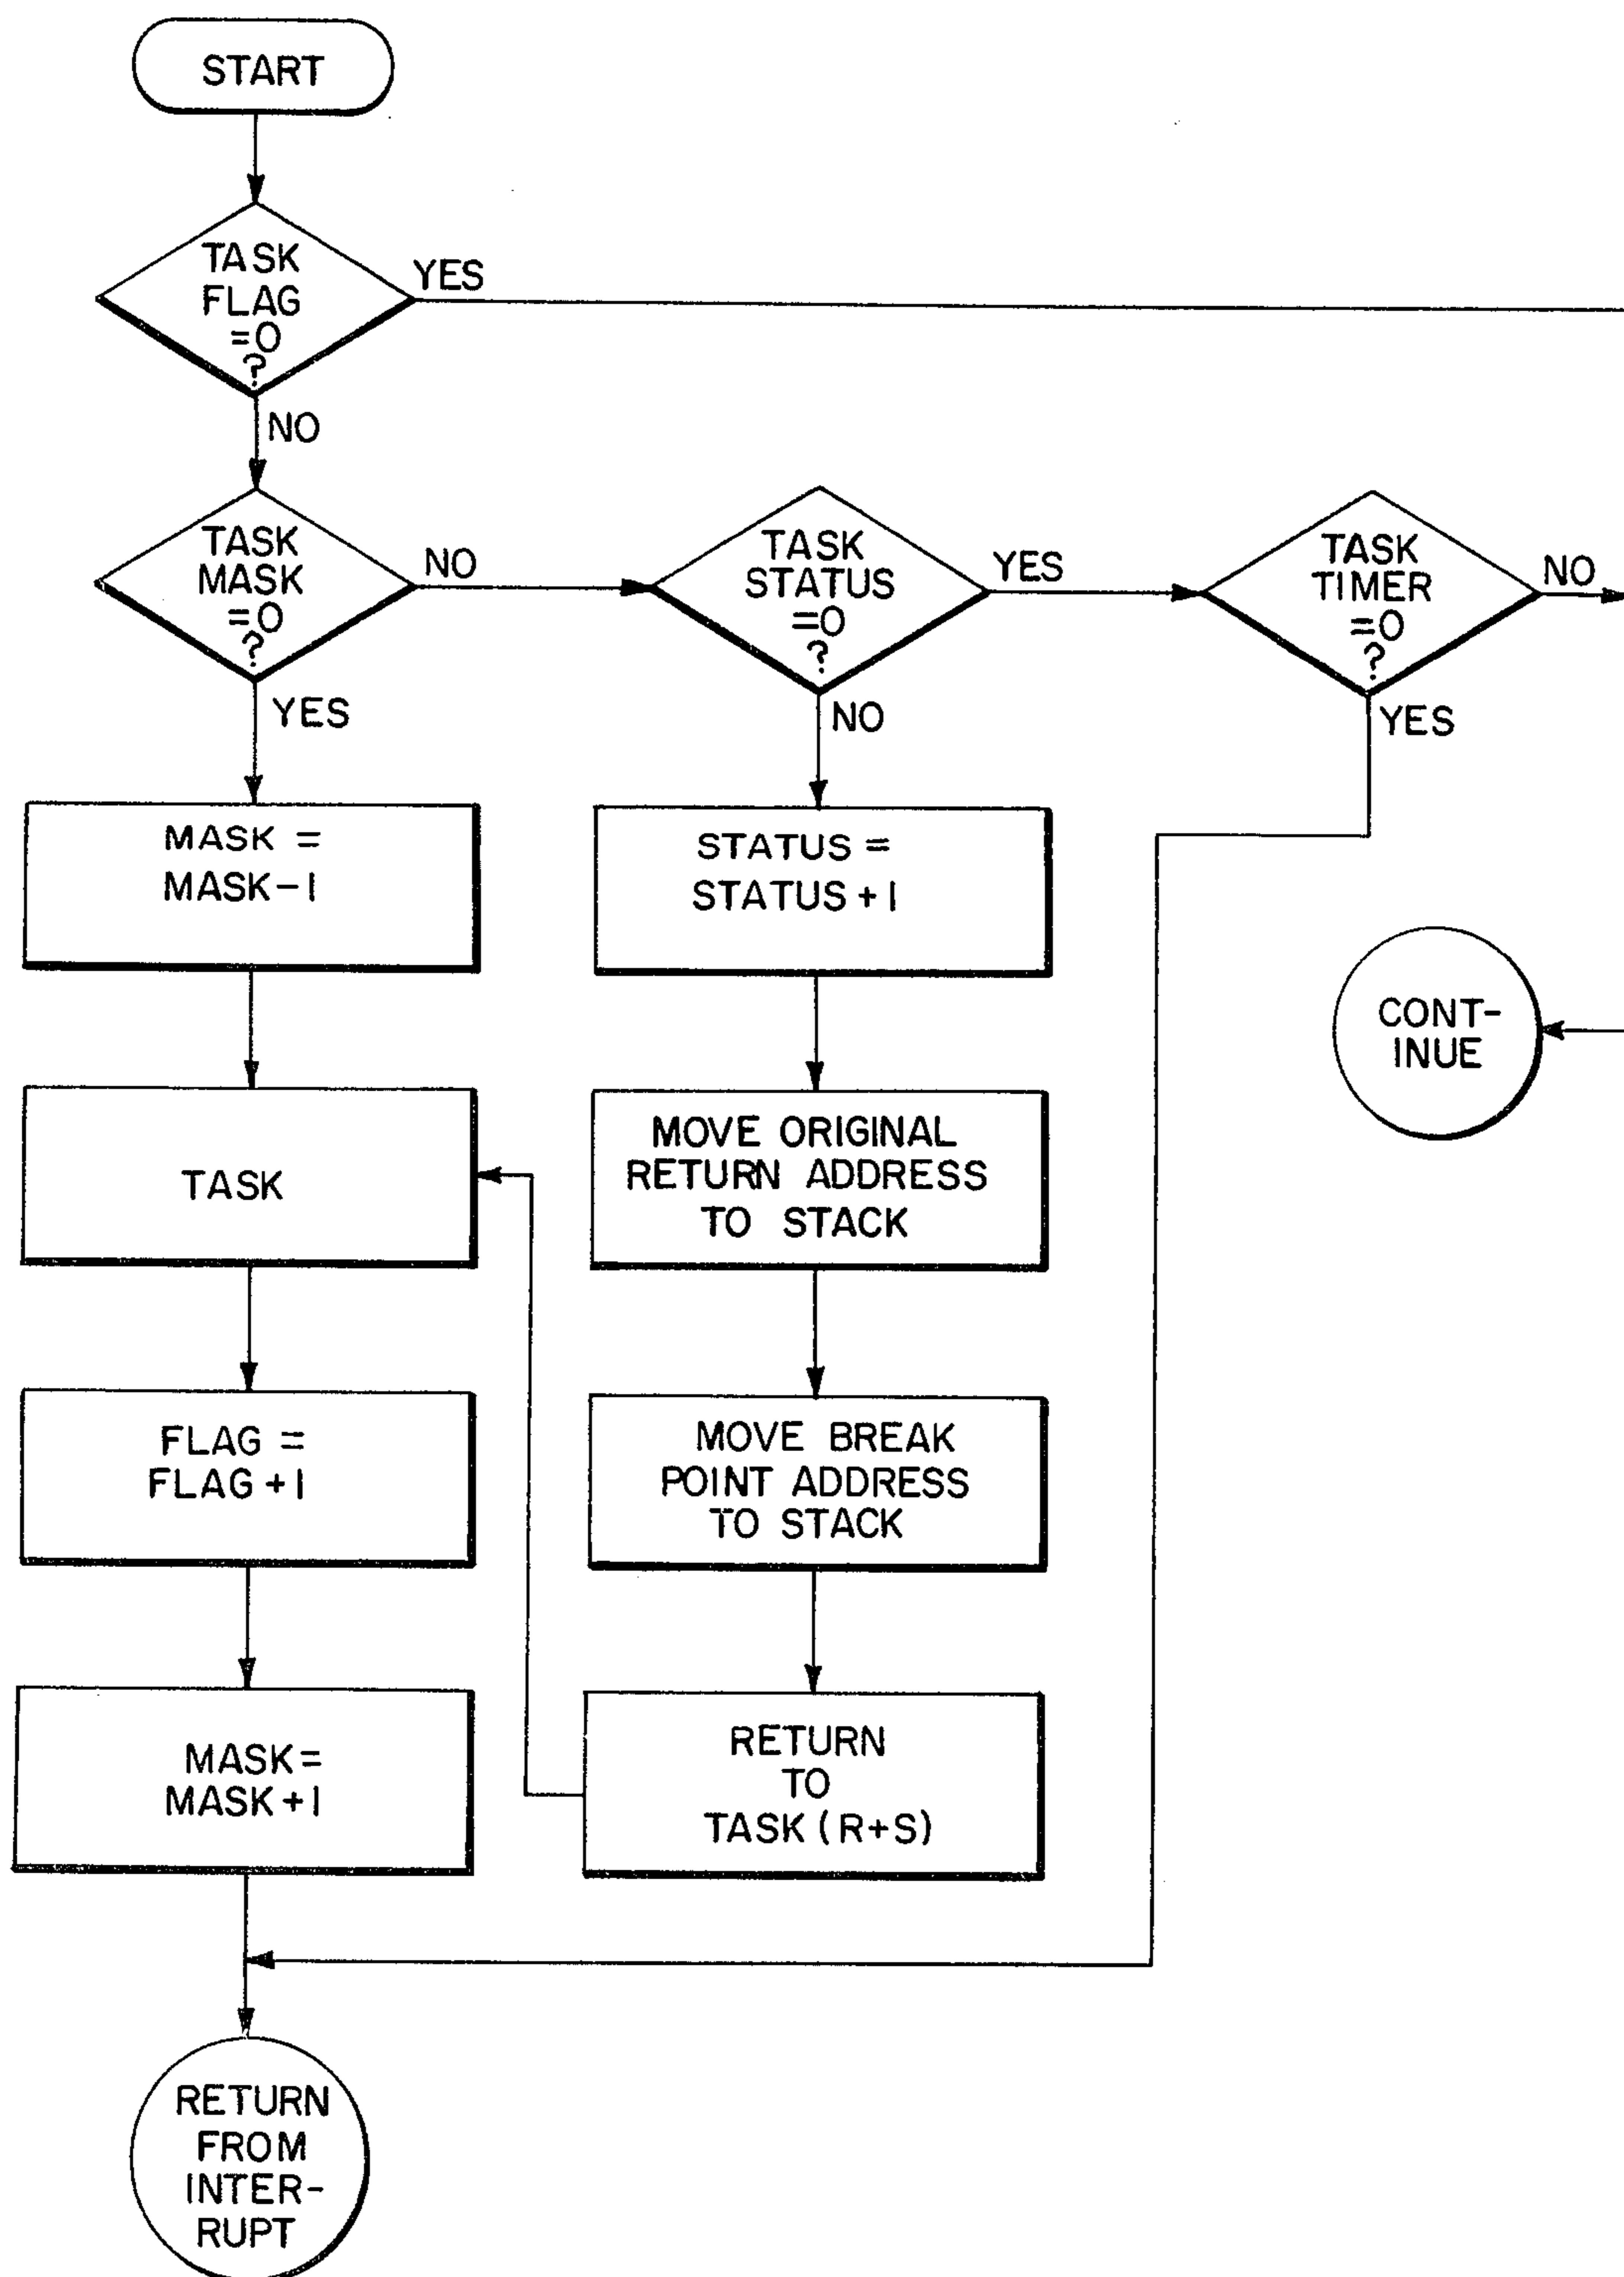 START
TASK
FLAG
=0
?
YES
NO
TASK
MASK
=0
?
NO
YES
TASK
STATUS
=0
?
YES
NO
TASK
TIMER
=0
?
NO
YES
MASK =
MASK-1
STATUS =
STATUS+1
CONT-
INUE
TASK
MOVE ORIGINAL
RETURN ADDRESS
TO STACK
FLAG =
FLAG+1
MOVE BREAK
POINT ADDRESS
TO STACK
MASK=
MASK+1
RETURN
TO
TASK (R+S)
RETURN
FROM
INTER-
RUPT